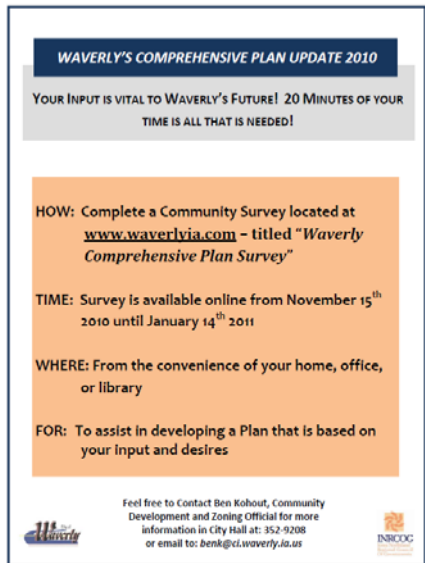 WAVERLY'S COMPREHENSIVE PLAN UPDATE 2010
YOUR INPUT IS VITAL TO WAVERLY'S FUTURE! 20 MINUTES OF YOUR
TIME IS ALL THAT IS NEEDED!
HOW: Complete a Community Survey located at
www.waverlyia.com – titled "Waverly
Comprehensive Plan Survey"
TIME: Survey is available online from November 15th
2010 until January 14th 2011
WHERE: From the convenience of your home, office,
or library
FOR: To assist in developing a Plan that is based on
your input and desires
Feel free to Contact Ben Kohout, Community
Development and Zoning Official for more
information in City Hall at: 352-9208
or email to: benk@ci.waverly.ia.us
Waverly
INRCOG